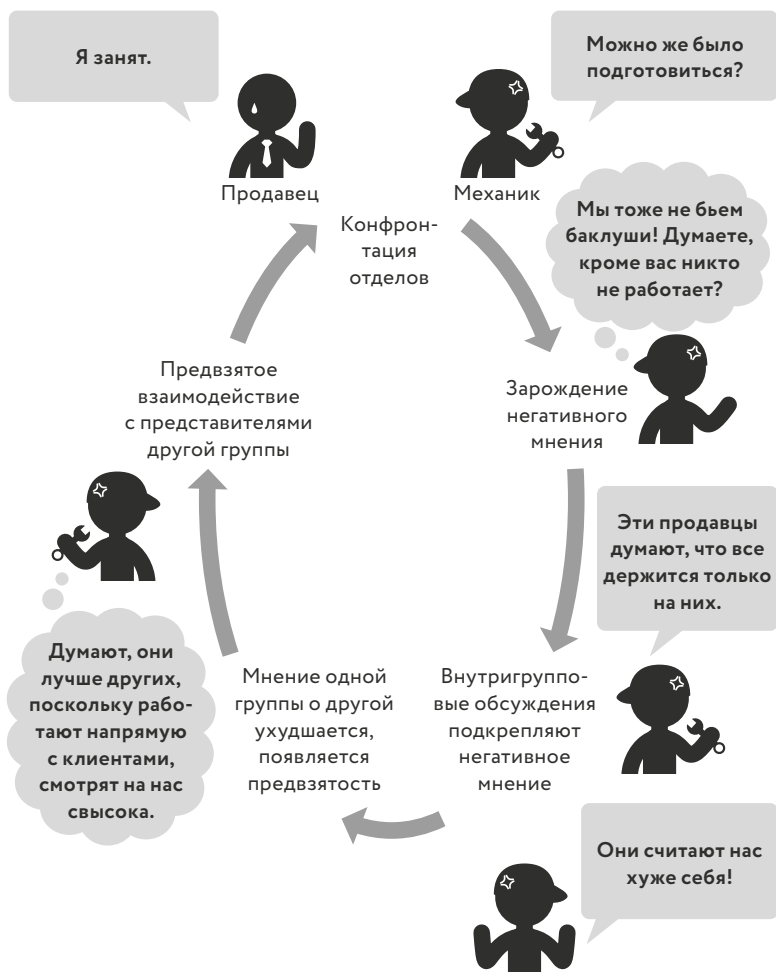 Я занят.
Можно же было
подготовиться?
Продавец
Механик
Конфрон-
тация
отделов
Мы тоже не бьем
баклуши! Думаете,
кроме вас никто
не работает?
Зарождение
негативного
мнения
Эти продавцы
думают, что все
держится только
на них.
Внутригруппо-
вые обсуждения
подкрепляют
негативное
мнение
Они считают нас
хуже себя!
Мнение одной
группы о другой
ухудшается,
появляется
предвзятость
Думают, они
лучше других,
поскольку рабо-
тают напрямую
с клиентами,
смотрят на нас
свысока.
Предвзятое
взаимодействие
с представителями
другой группы